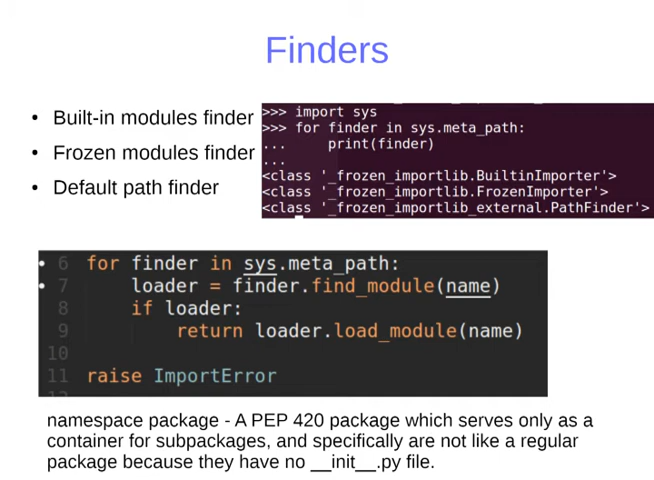 Finders
• Built-in modules finder
• Frozen modules finder
• Default path finder
>>> import sys
>>> for finder in sys.meta_path:
...     print(finder)
...
<class '_frozen_importlib.BuiltinImporter'>
<class '_frozen_importlib.FrozenImporter'>
<class '_frozen_importlib_external.PathFinder'>
6 for finder in sys.meta_path:
7     loader = finder.find_module(name)
8     if loader:
9         return loader.load_module(name)
10
11 raise ImportError
namespace package - A PEP 420 package which serves only as a
container for subpackages, and specifically are not like a regular
package because they have no __init__.py file.